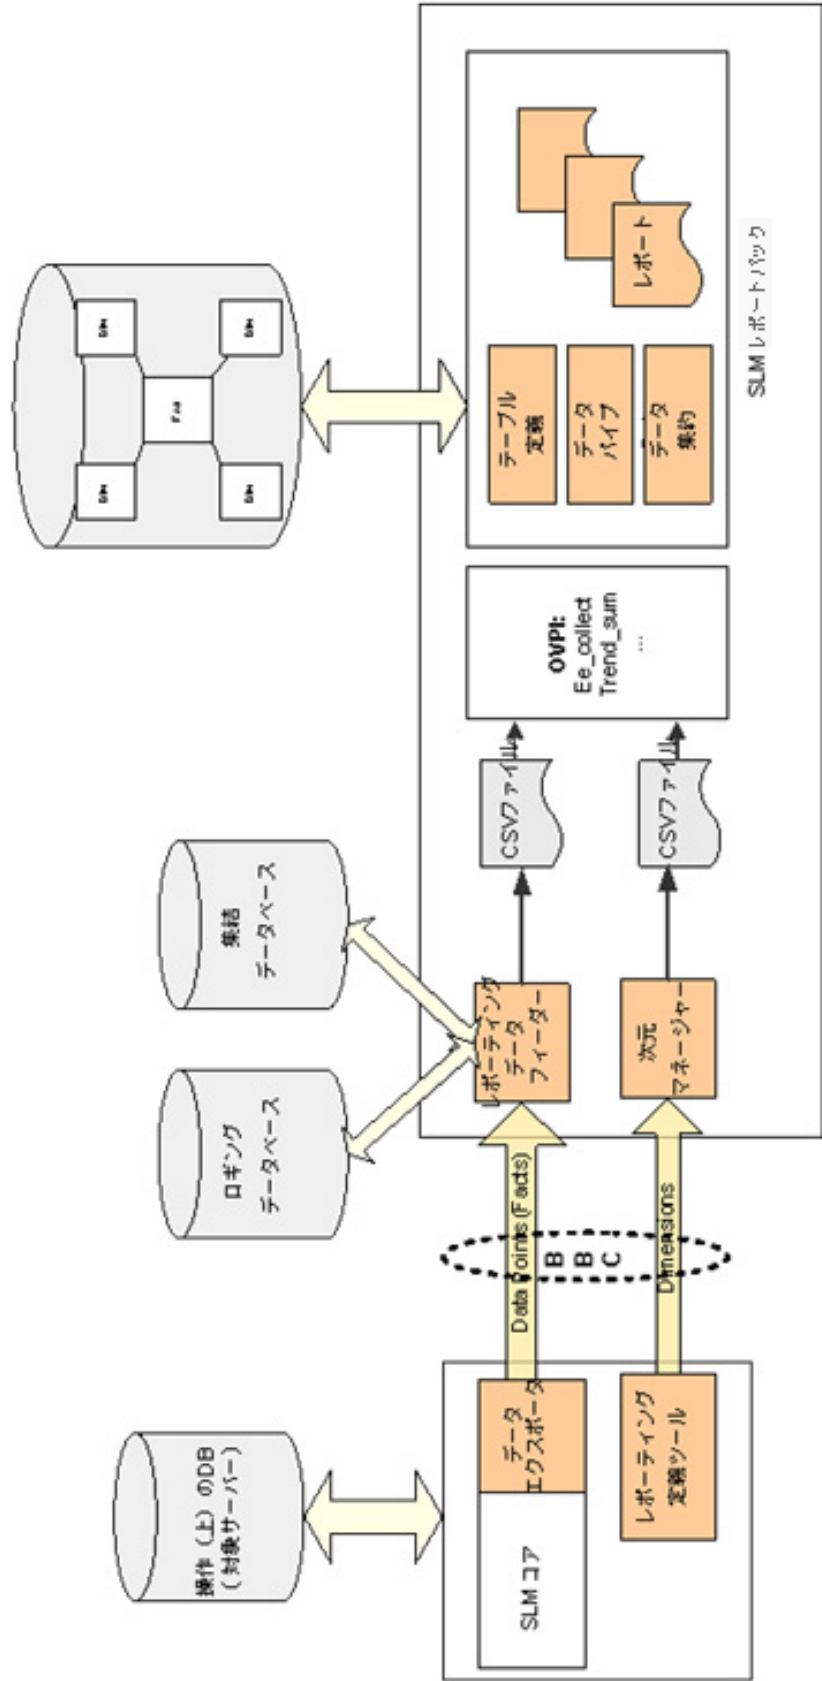 操作（上）のDB
（対象サーバー）
ロギング
データベース
集結
データベース
SLM コア
データ
エクスポータ
レポーティング
定義ツール
Data Points (Facts)
B
B
C
Dimensions
レポーティング
データ
フィーダー
次元
マネージャー
CSVファイル
CSVファイル
OVPI:
Ee_collect
Trend_sum
...
テーブル
定義
データ
パイプ
データ
集約
レポート
SLM レポートパック